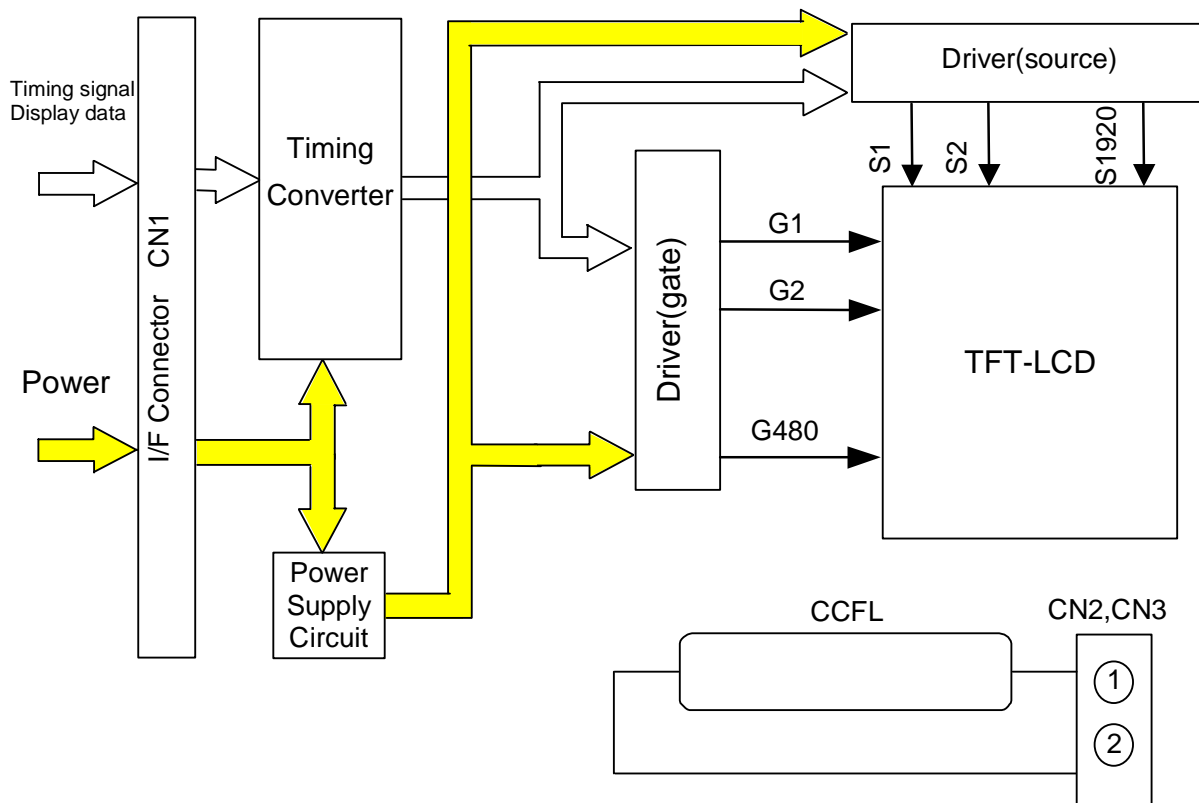 Timing signal
Display data
Power
I/F Connector CN1
Timing
Converter
Power
Supply
Circuit
Driver(source)
S1
S2
S1920
Driver(gate)
G1
G2
G480
TFT-LCD
CCFL
CN2,CN3
1
2